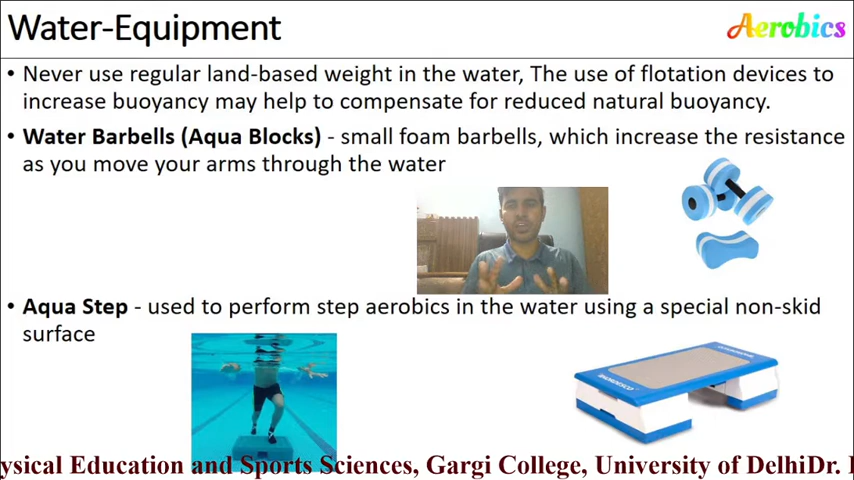 Water-Equipment
Aerobics
• Never use regular land-based weight in the water, The use of flotation devices to
increase buoyancy may help to compensate for reduced natural buoyancy.
• Water Barbells (Aqua Blocks) - small foam barbells, which increase the resistance
as you move your arms through the water
• Aqua Step - used to perform step aerobics in the water using a special non-skid
surface
ysical Education and Sports Sciences, Gargi College, University of DelhiDr.